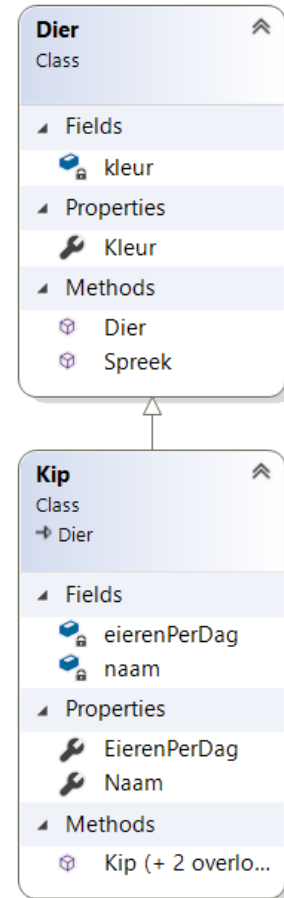 Dier
Class
Fields
kleur
Properties
Kleur
Methods
Dier
Spreek
Kip
Class
Dier
Fields
eierenPerDag
naam
Properties
EierenPerDag
Naam
Methods
Kip (+ 2 overlo...